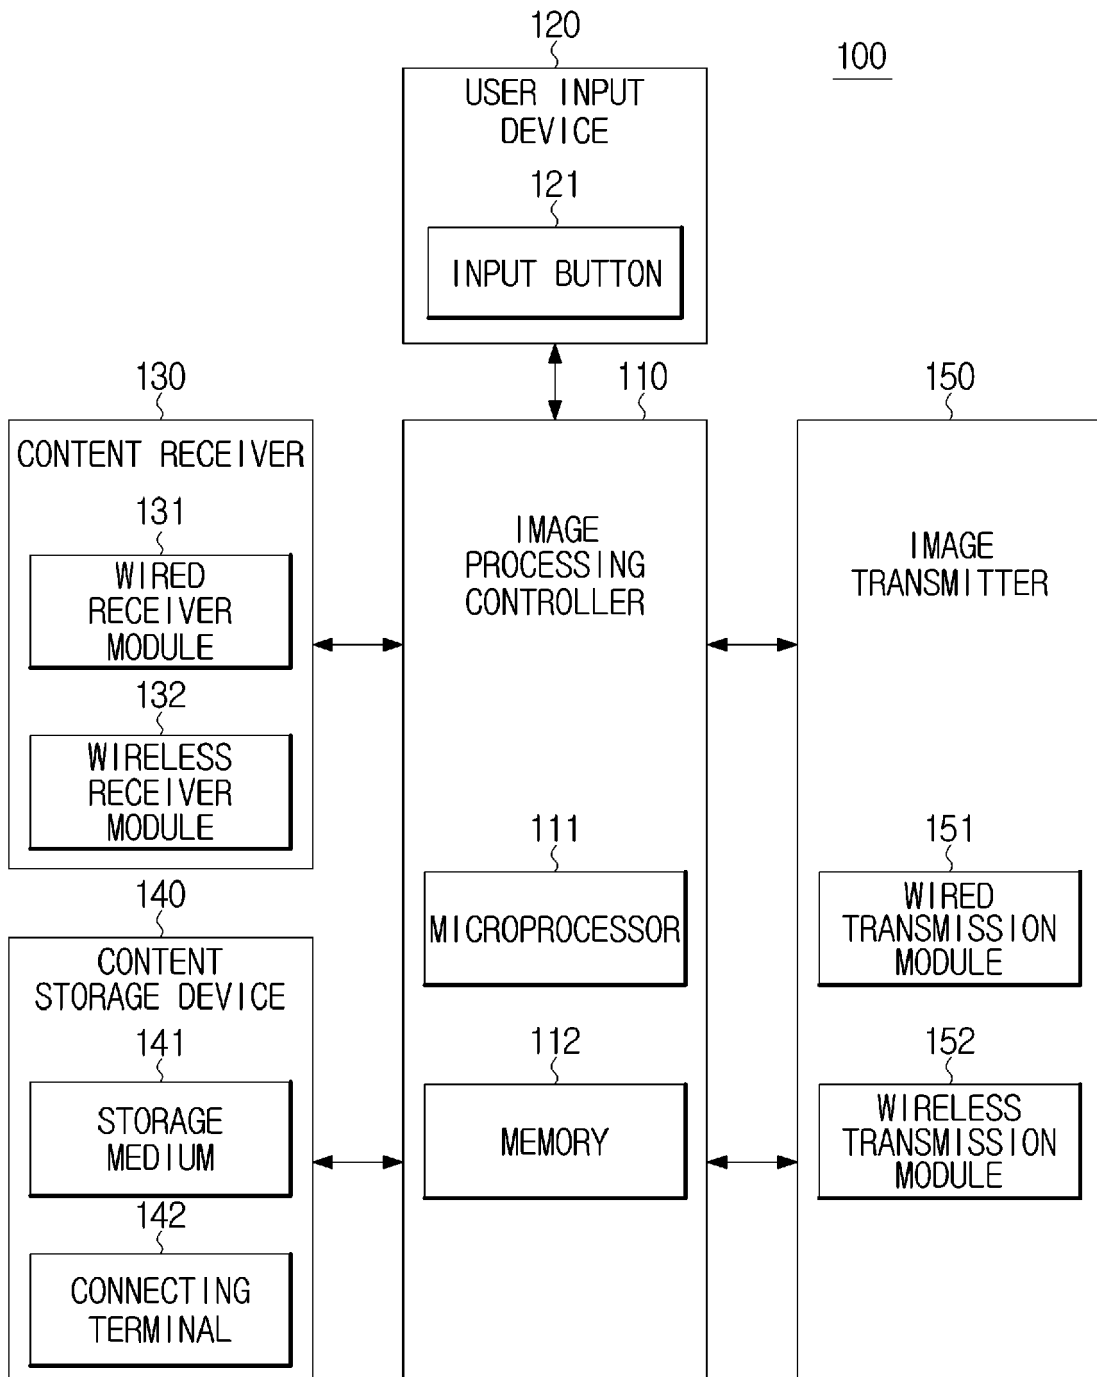 120
100
USER INPUT
DEVICE
121
INPUT BUTTON
130
110
150
CONTENT RECEIVER
131
WIRED
RECEIVER
MODULE
132
WIRELESS
RECEIVER
MODULE
IMAGE
PROCESSING
CONTROLLER
IMAGE
TRANSMITTER
111
MICROPROCESSOR
151
WIRED
TRANSMISSION
MODULE
140
CONTENT
STORAGE DEVICE
141
STORAGE
MEDIUM
112
MEMORY
152
WIRELESS
TRANSMISSION
MODULE
142
CONNECTING
TERMINAL